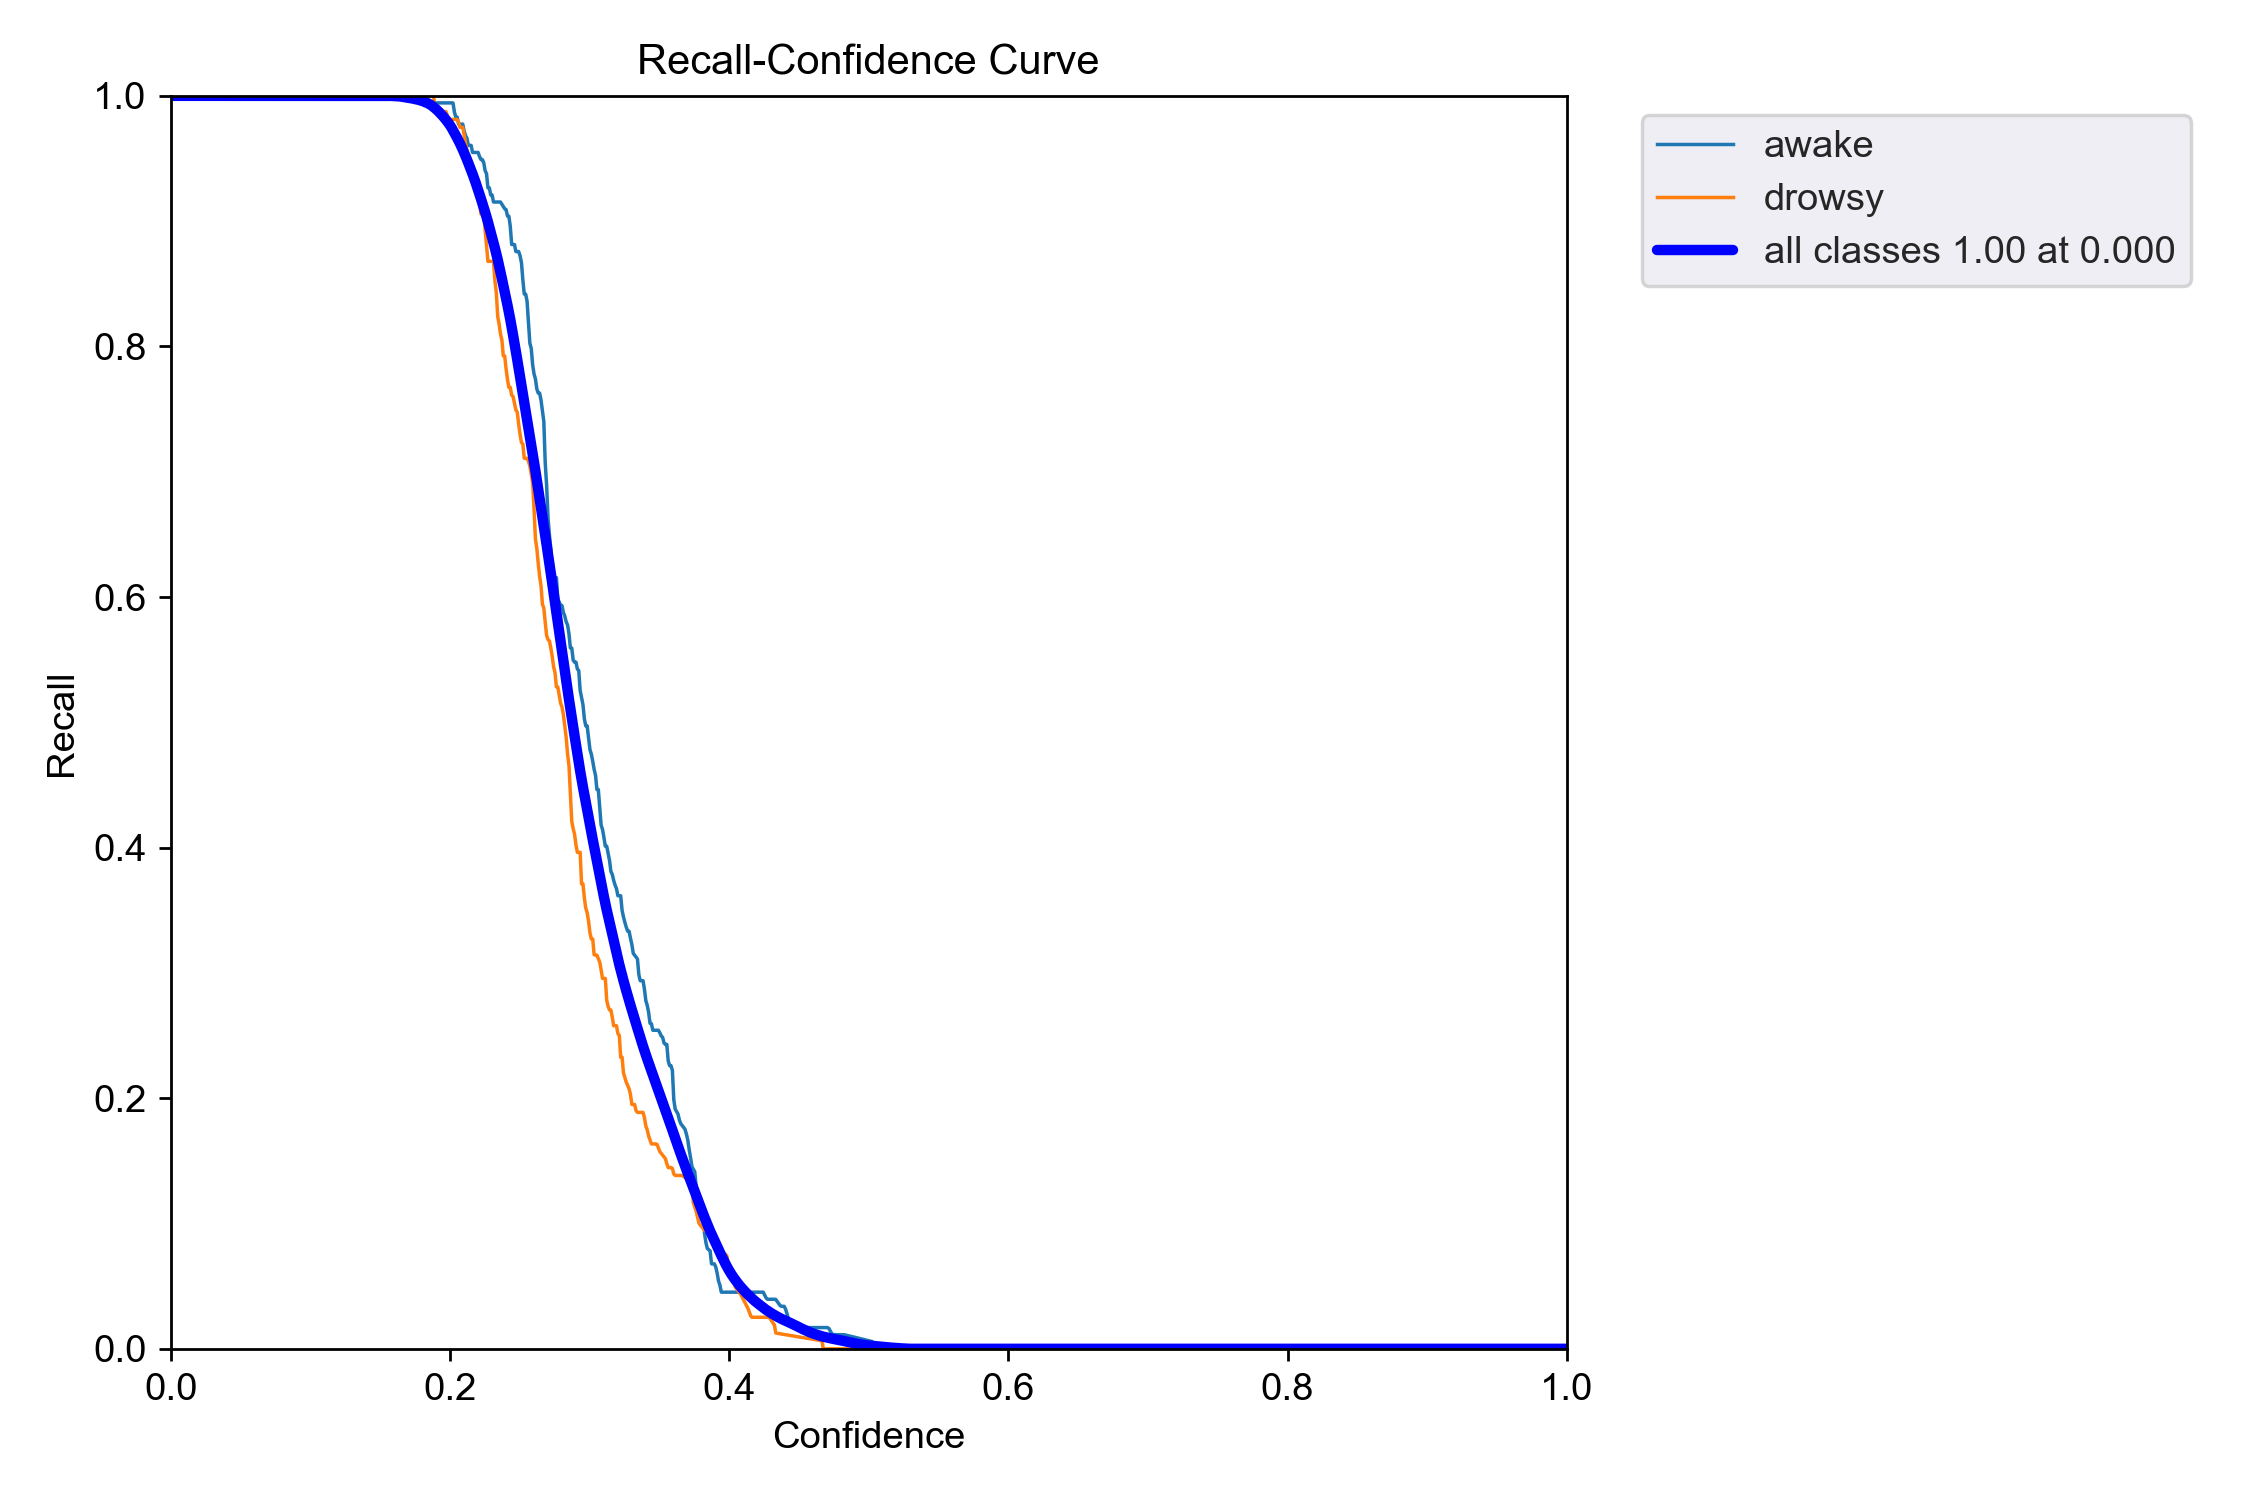 Recall-Confidence Curve
1.0
0.8
0.6
0.4
0.2
0.0
Recall
0.0 0.2 0.4 0.6 0.8 1.0
Confidence
awake
drowsy
all classes 1.00 at 0.000